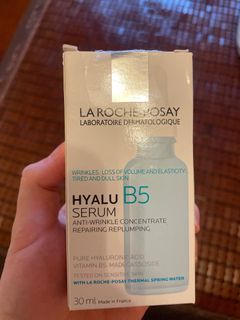 LA ROCHE-POSAY
LABORATOIRE DERMATOLOGIQUE
WRINKLES, LOSS OF VOLUME AND ELASTICITY,
TIRED AND DULL SKIN
HYALU B5
SERUM
ANTI-WRINKLE CONCENTRATE
REPAIRING REPLUMPING
PURE HYALURONIC ACID
VITAMIN B5. MADECASSOSIDE
TESTED ON SENSITIVE SKIN
WITH LA ROCHE-POSAY THERMAL SPRING WATER
30 ml Made in France